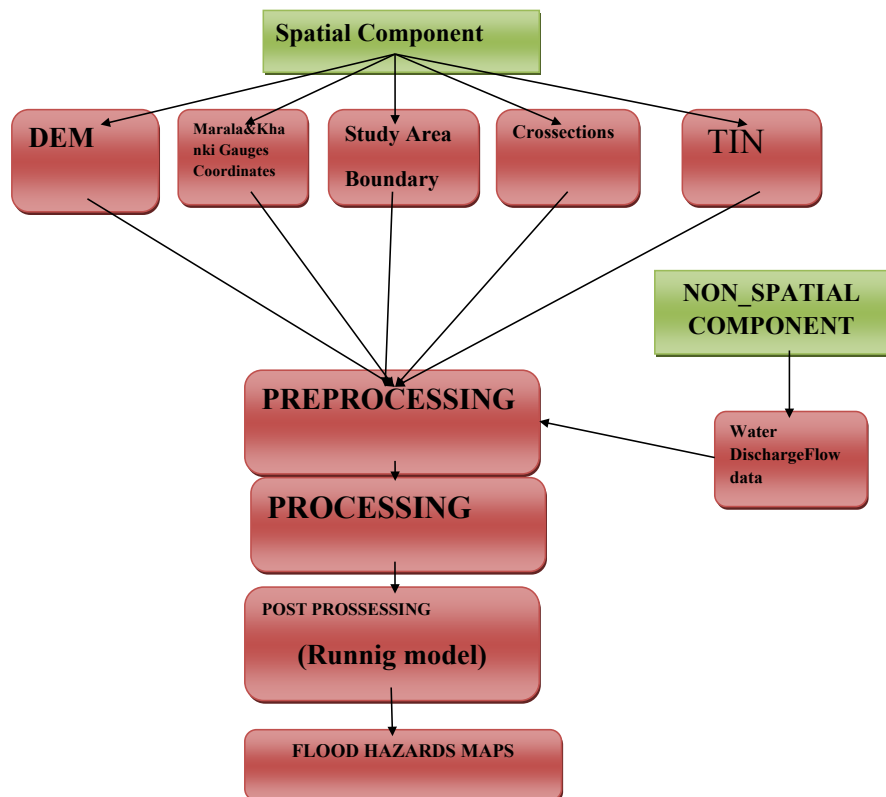 Spatial Component
DEM
Marala&Kha
nki Gauges
Coordinates
Study Area
Boundary
Crossections
TIN
NON_SPATIAL
COMPONENT
PREPROCESSING
Water
DischargeFlow
data
PROCESSING
POST PROSSESSING
(Runnig model)
FLOOD HAZARDS MAPS